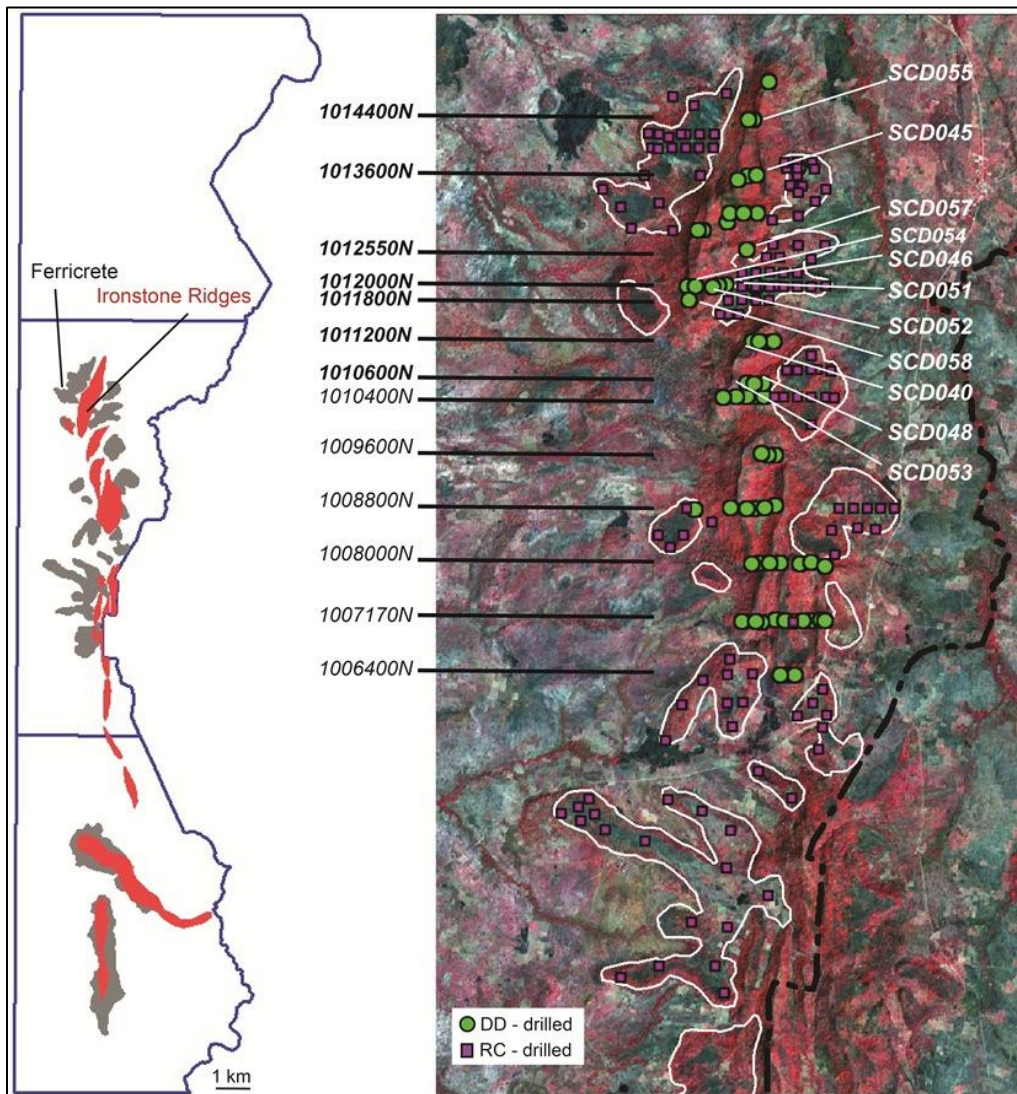 Ferricrete
Ironstone Ridges
1 km
1014400N
1013600N
1012550N
1012000N
1011800N
1011200N
1010600N
1010400N
1009600N
1008800N
1008000N
1007170N
1006400N
SCD055
SCD045
SCD057
SCD054
SCD046
SCD051
SCD052
SCD058
SCD040
SCD048
SCD053
DD - drilled
RC - drilled